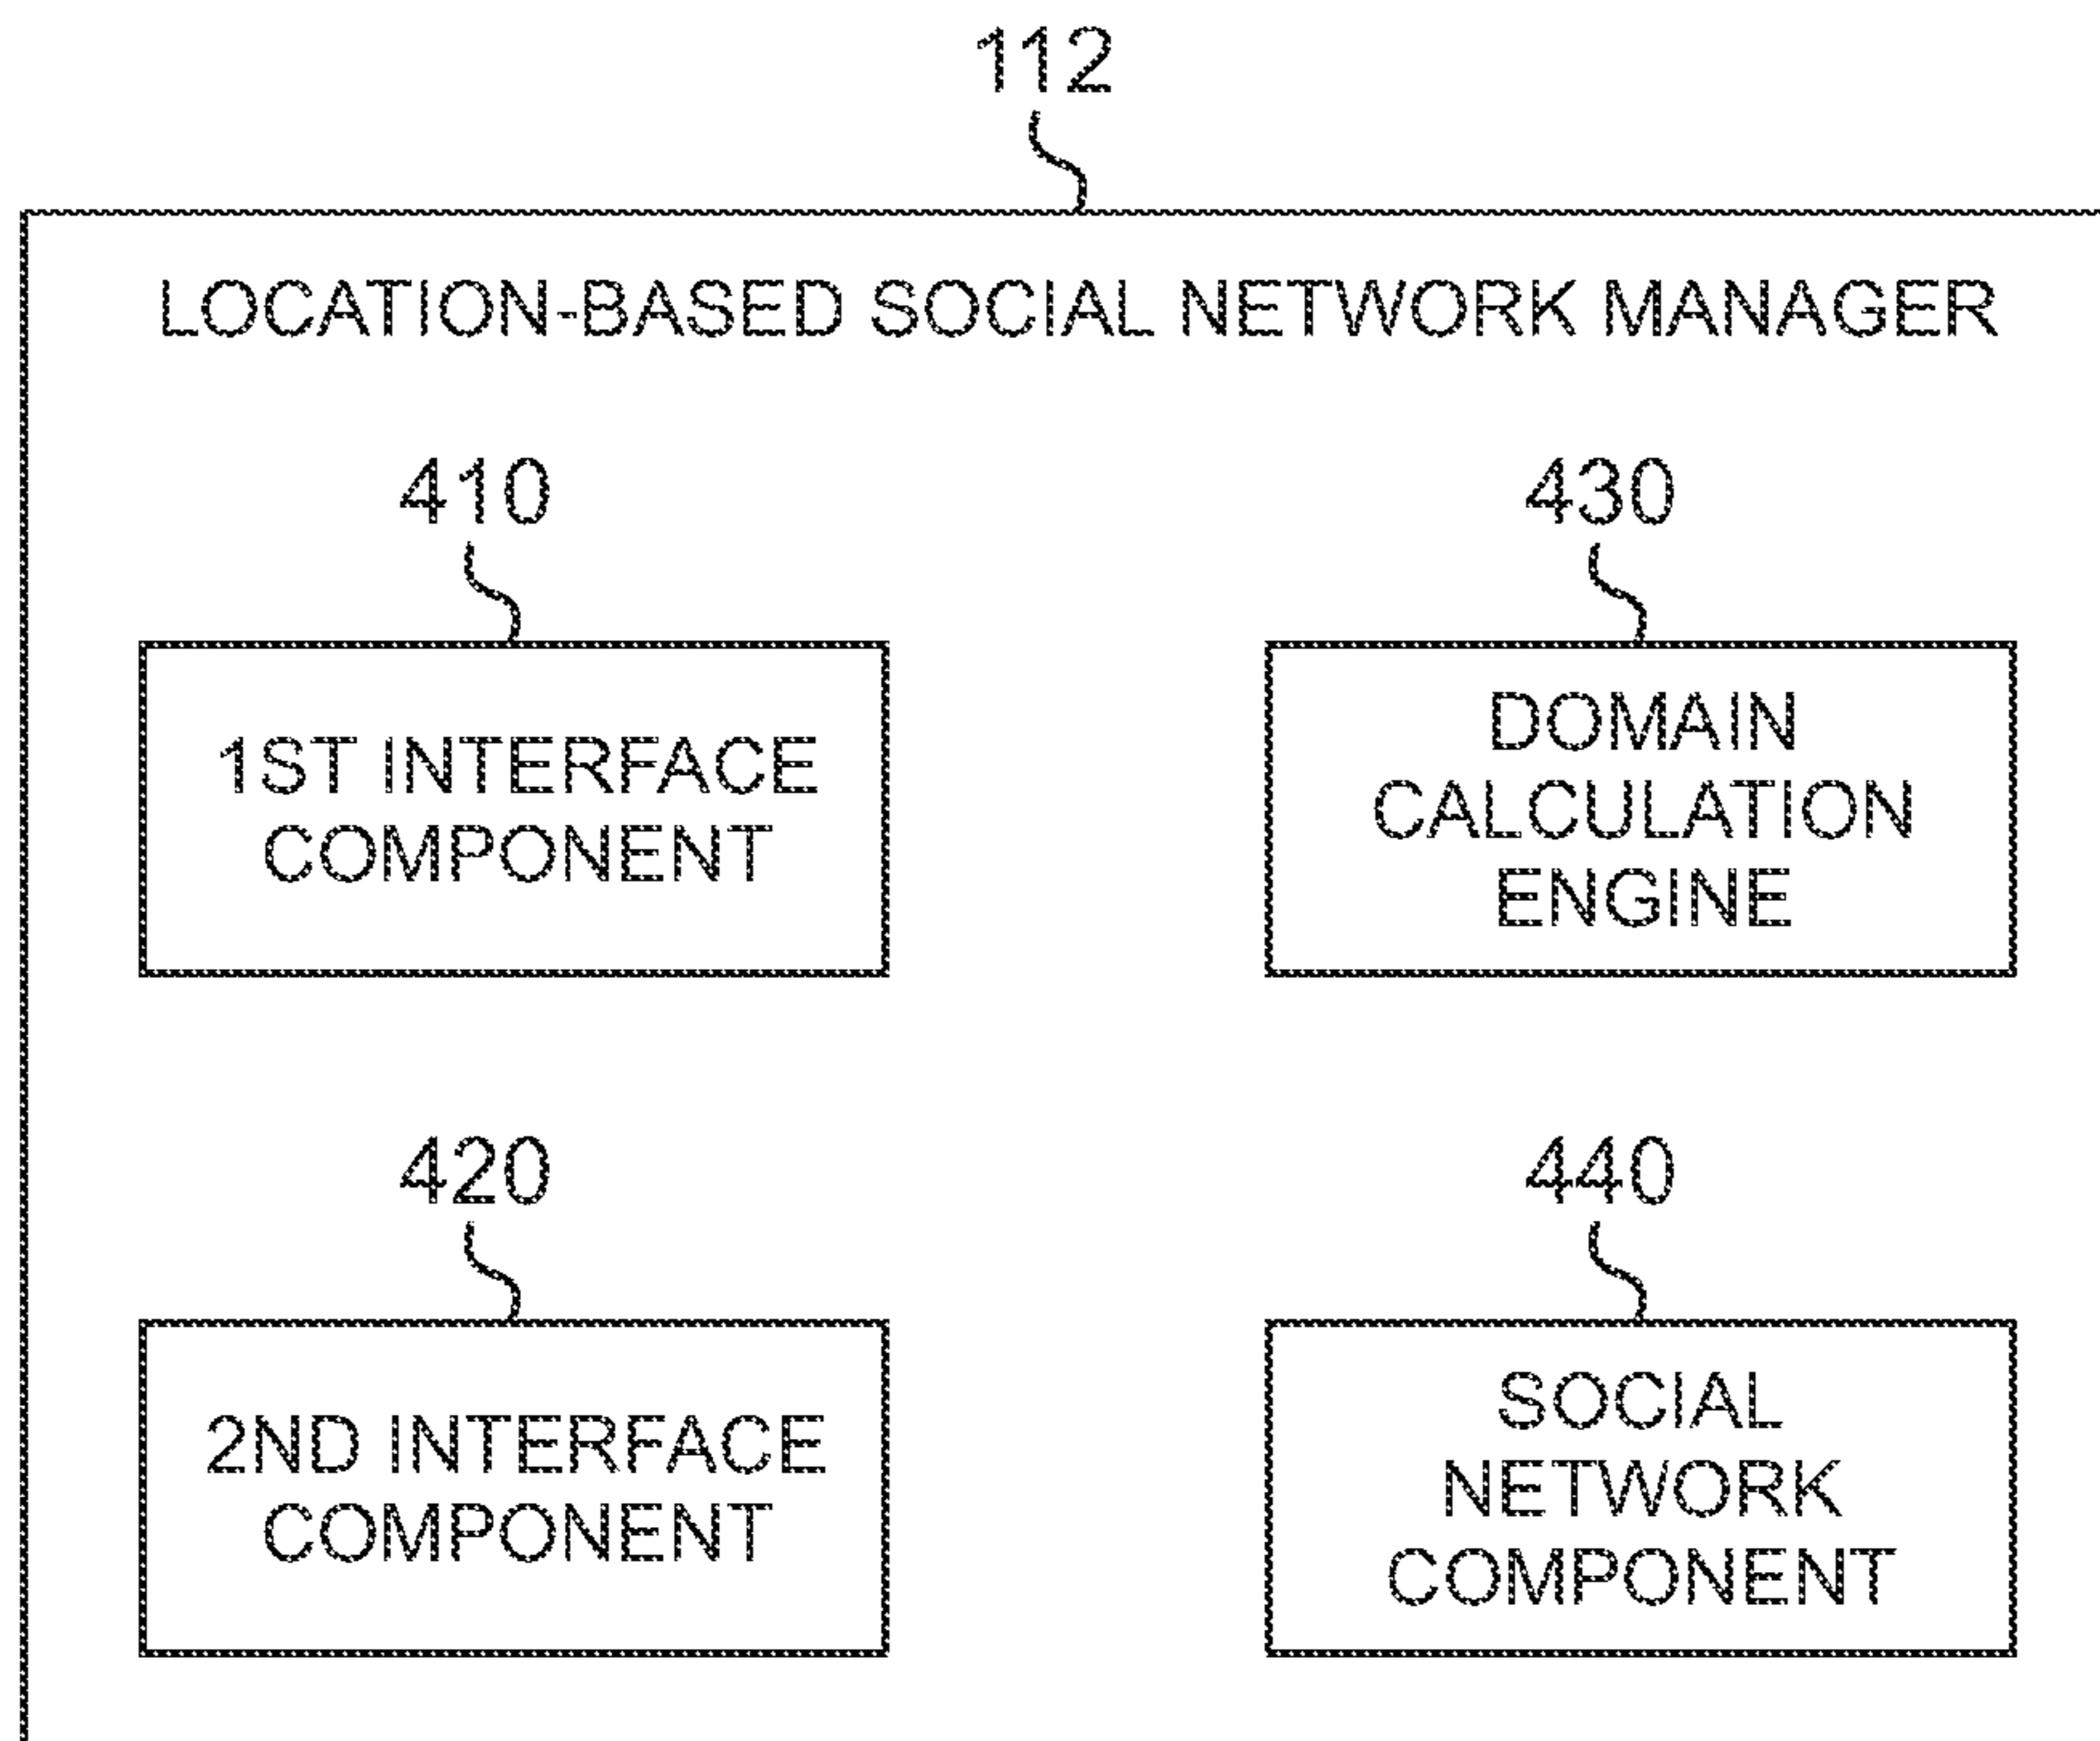 112
LOCATION-BASED SOCIAL NETWORK MANAGER
410
1ST INTERFACE
COMPONENT
430
DOMAIN
CALCULATION
ENGINE
420
2ND INTERFACE
COMPONENT
440
SOCIAL
NETWORK
COMPONENT